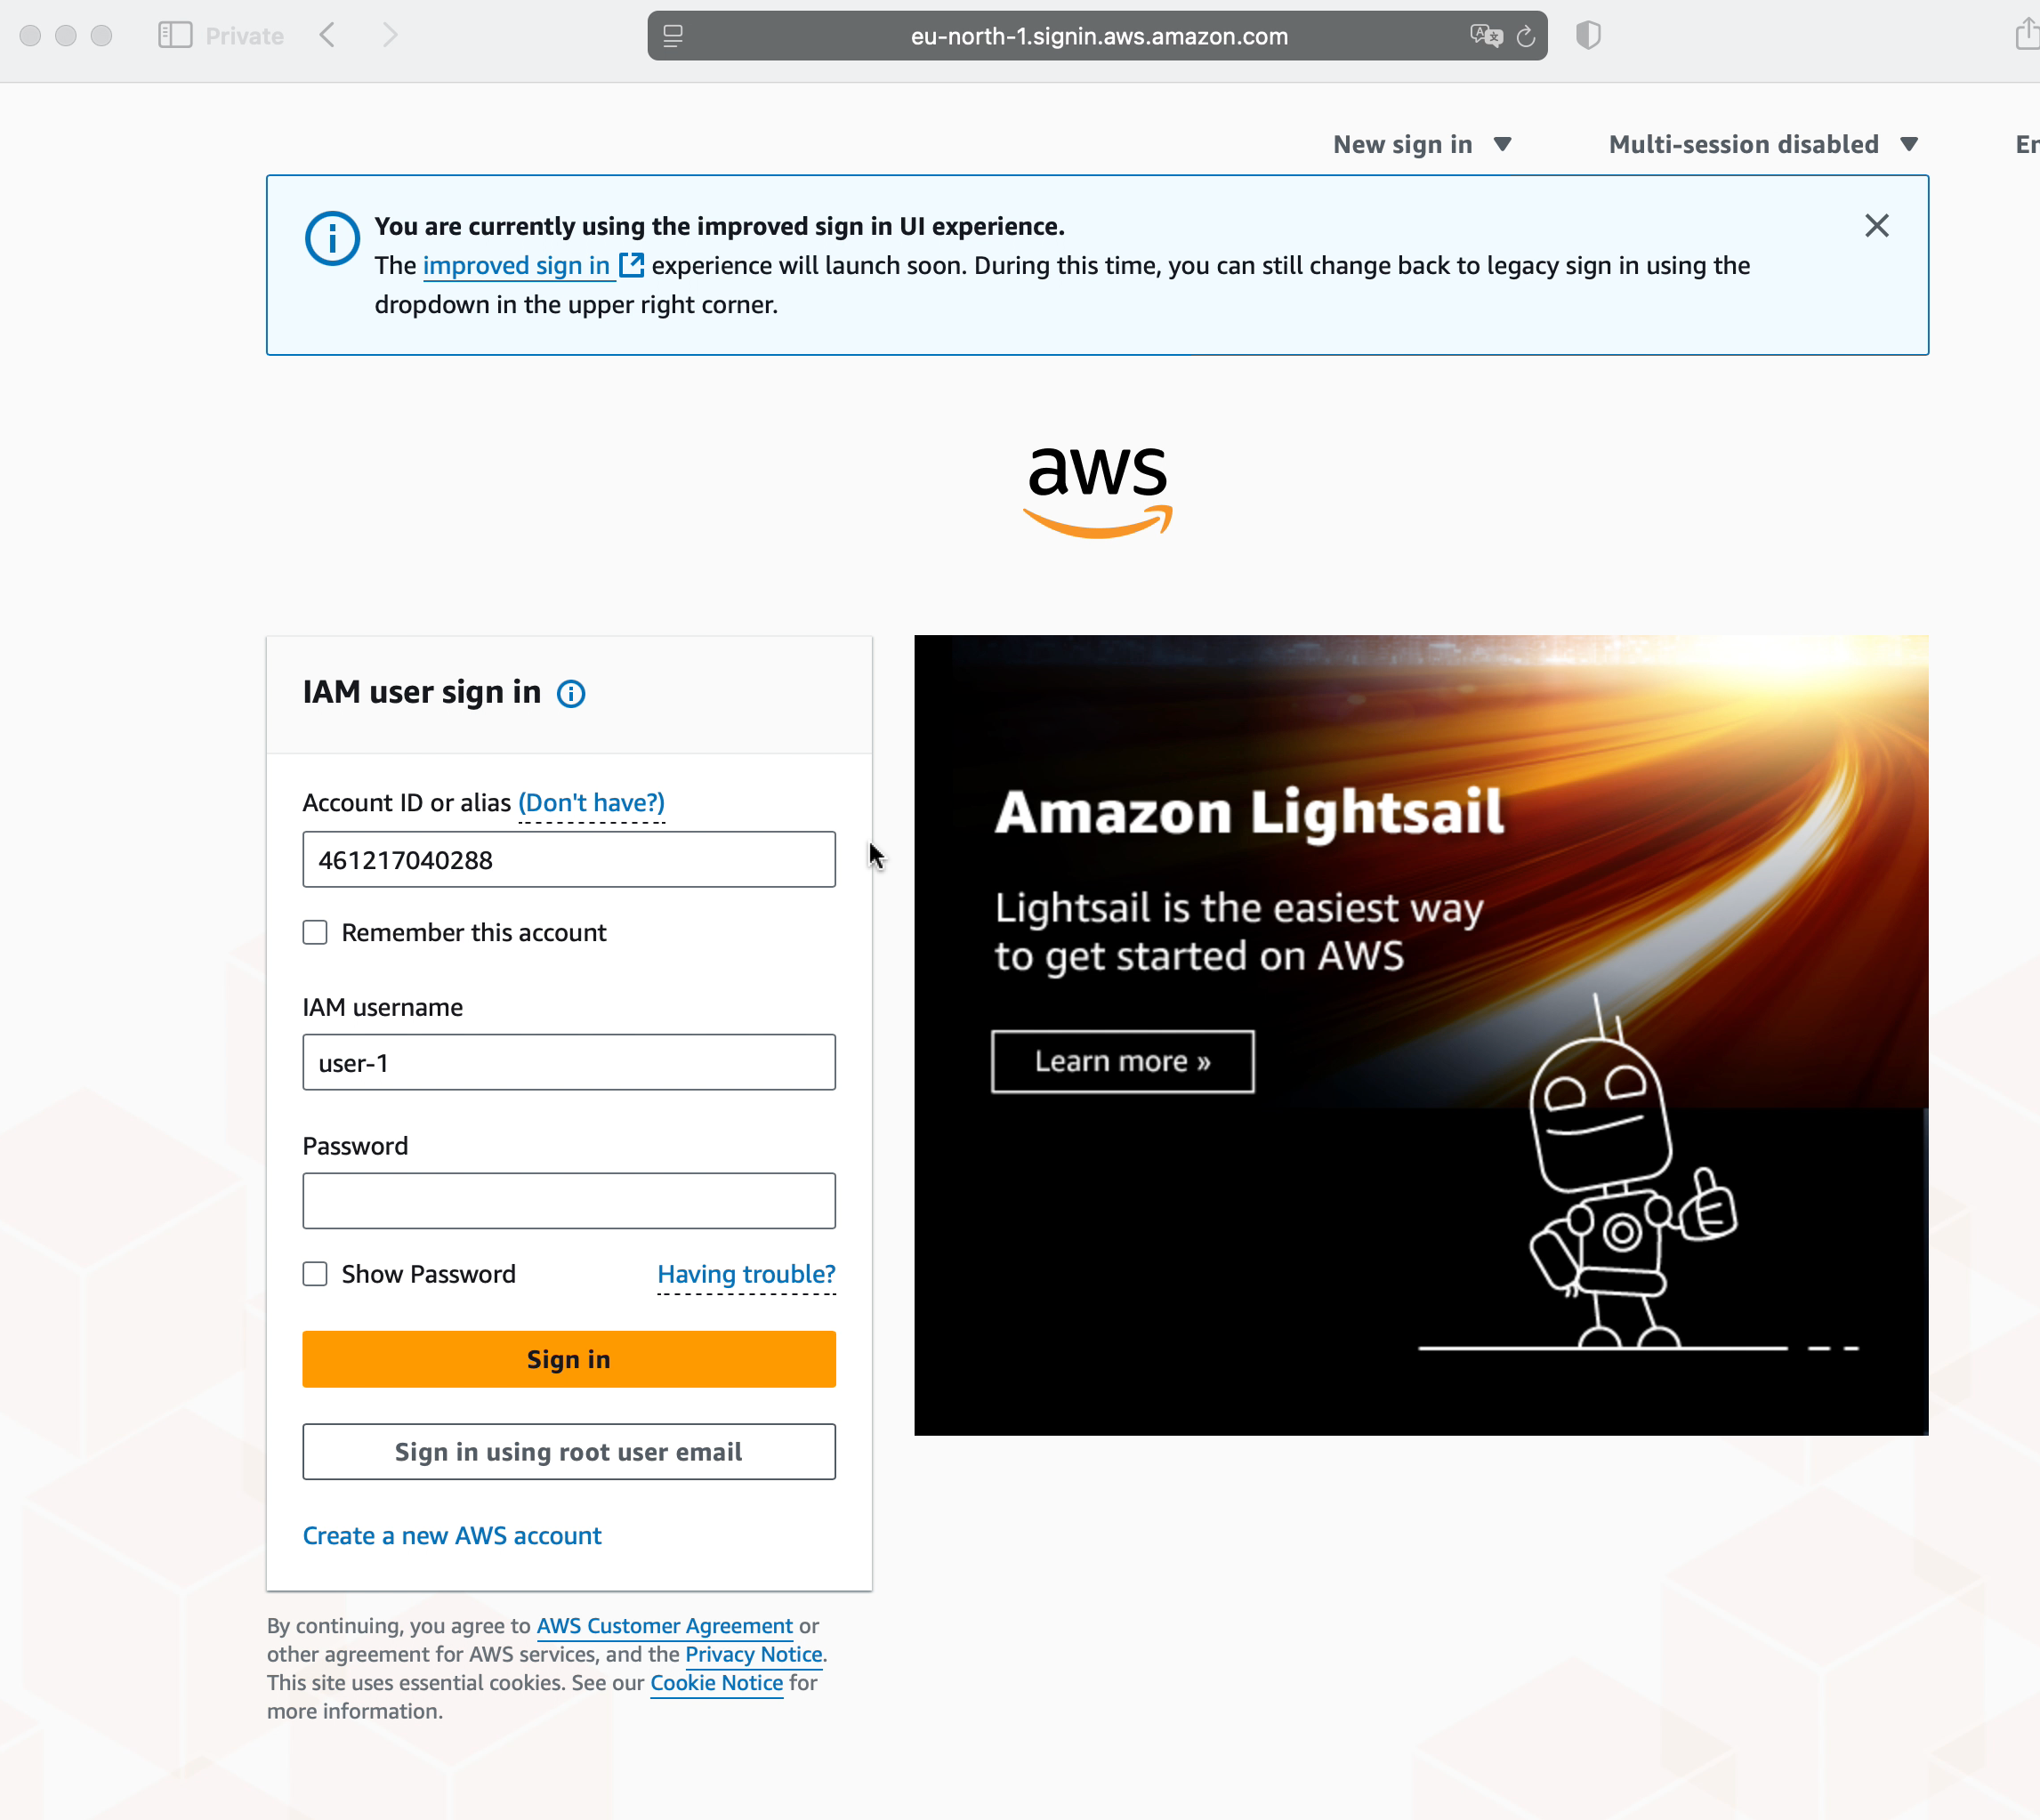 Private
eu-north-1.signin.aws.amazon.com
New sign in
Multi-session disabled
You are currently using the improved sign in UI experience.
The improved sign in experience will launch soon. During this time, you can still change back to legacy sign in using the
dropdown in the upper right corner.
aws
IAM user sign in
Account ID or alias (Don't have?)
461217040288
Remember this account
IAM username
user-1
Password
Show Password
Having trouble?
Sign in
Sign in using root user email
Create a new AWS account
Amazon Lightsail
Lightsail is the easiest way
to get started on AWS
Learn more »
By continuing, you agree to AWS Customer Agreement or
other agreement for AWS services, and the Privacy Notice.
This site uses essential cookies. See our Cookie Notice for
more information.